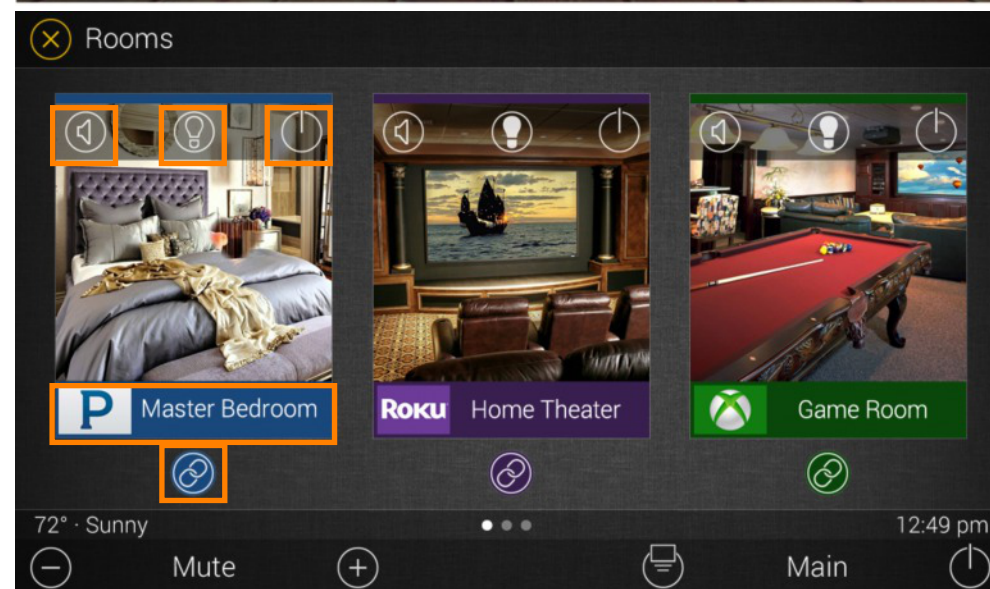 Rooms
P Master Bedroom
ROKU Home Theater
Game Room
72° · Sunny
12:49 pm
Mute
Main